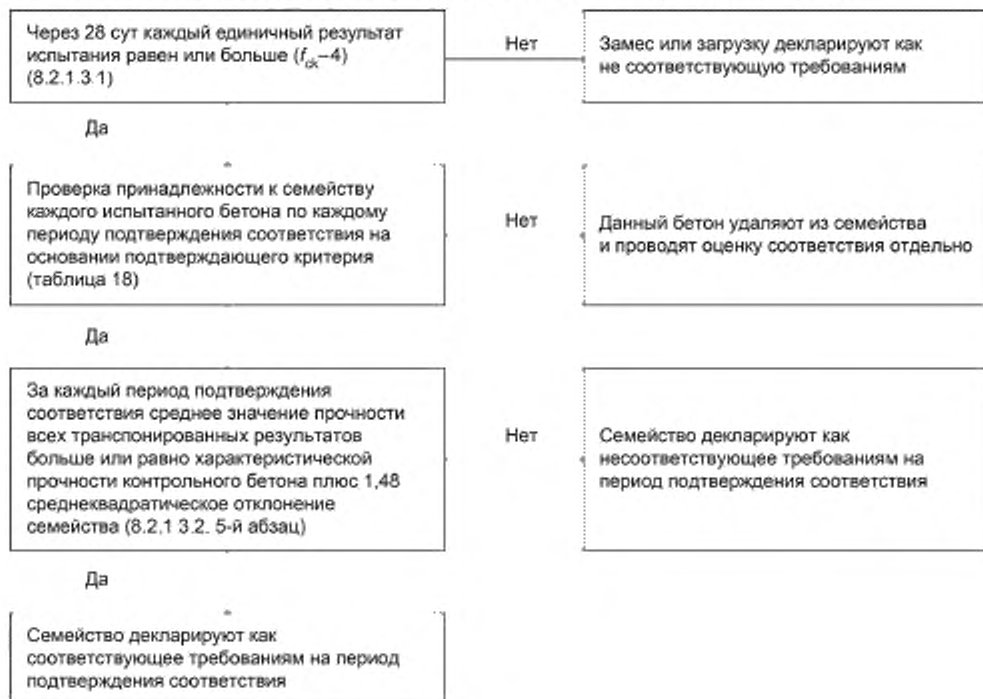 Через 28 сут каждый единичный результат
испытания равен или больше (fck–4)
(8.2.1.3.1)
Нет
Замес или загрузку декларируют как
не соответствующую требованиям
Да
Проверка принадлежности к семейству
каждого испытанного бетона по каждому
периоду подтверждения соответствия на
основании подтверждающего критерия
(таблица 18)
Нет
Данный бетон удаляют из семейства
и проводят оценку соответствия отдельно
Да
За каждый период подтверждения
соответствия среднее значение прочности
всех транспонированных результатов
больше или равно характеристической
прочности контрольного бетона плюс 1,48
среднеквадратическое отклонение
семейства (8.2.1 3.2. 5-й абзац)
Нет
Семейство декларируют как
несоответствующее требованиям на
период подтверждения соответствия
Да
Семейство декларируют как
соответствующее требованиям на период
подтверждения соответствия